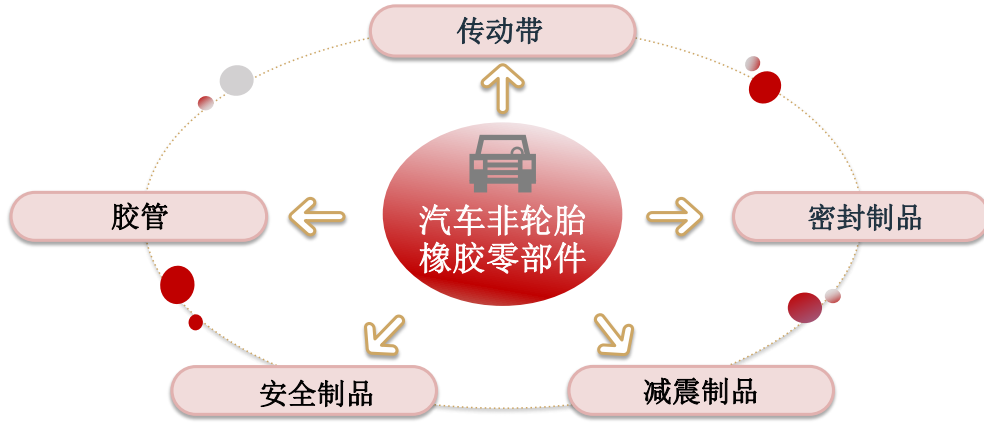 传动带
汽车非轮胎
橡胶零部件
胶管
密封制品
安全制品
减震制品